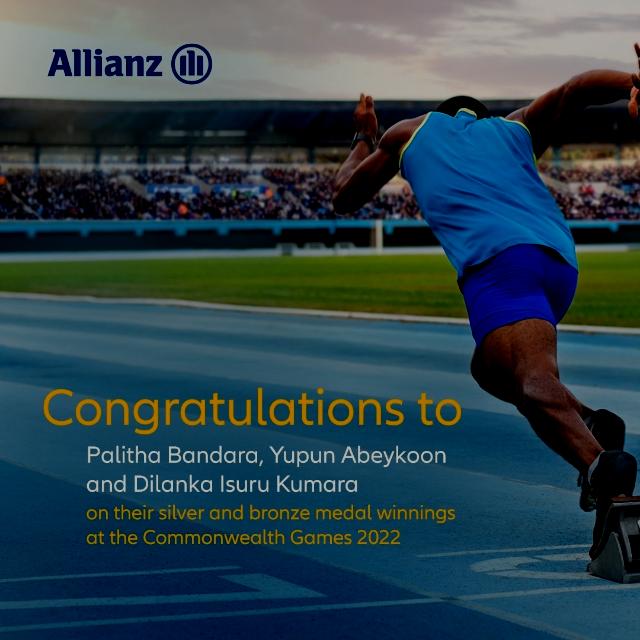 Allianz
Congratulations to
Palitha Bandara, Yupun Abeykoon
and Dilanka Isuru Kumara
on their silver and bronze medal winnings
at the Commonwealth Games 2022